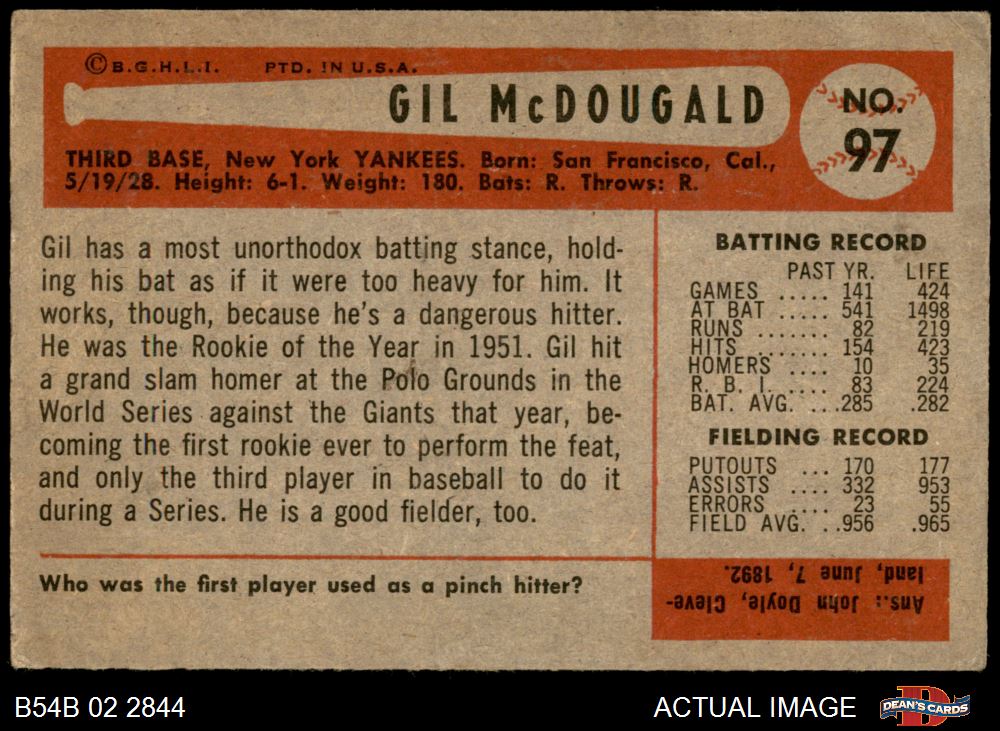 ©B.G.H.L.I. PTD. IN U.S.A.
GIL McDOUGALD
NO.
97
THIRD BASE, New York YANKEES. Born: San Francisco, Cal.,
5/19/28. Height: 6-1. Weight: 180. Bats: R. Throws: R.
Gil has a most unorthodox batting stance, hold-
ing his bat as if it were too heavy for him. It
works, though, because he's a dangerous hitter.
He was the Rookie of the Year in 1951. Gil hit
a grand slam homer at the Polo Grounds in the
World Series against the Giants that year, be-
coming the first rookie ever to perform the feat,
and only the third player in baseball to do it
during a Series. He is a good fielder, too.
BATTING RECORD
PAST YR. LIFE
GAMES ..... 141 424
AT BAT ..... 541 1498
RUNS ....... 82 219
HITS ....... 154 423
HOMERS .... 10 35
R. B. I. .... 83 224
BAT. AVG. ...285 .282
FIELDING RECORD
PUTOUTS ... 170 177
ASSISTS .... 332 953
ERRORS .... 23 55
FIELD AVG. ..956 .965
Who was the first player used as a pinch hitter?
Ans.: John Doyle, Cleve-
land, June 7, 1892.
B54B 02 2844
ACTUAL IMAGE
D
DEAN'S CARDS